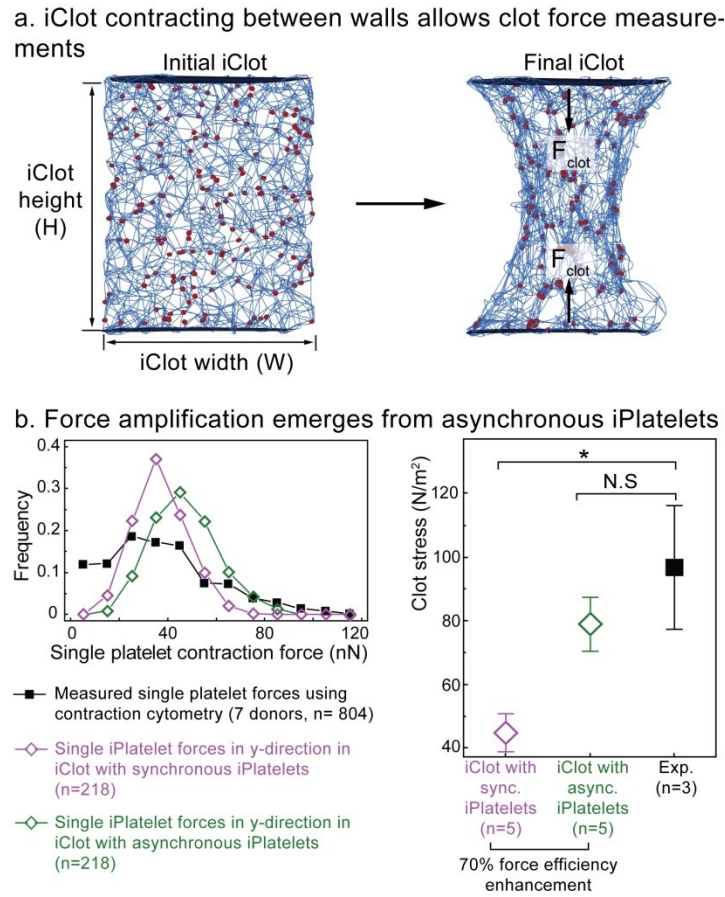 a. iClot contracting between walls allows clot force measure-
ments
Initial iClot
Final iClot
iClot
height
(H)
F clot
F clot
iClot width (W)
b. Force amplification emerges from asynchronous iPlatelets
0.4
0.3
0.2
0.1
0
Frequency
0 40 80 120
Single platelet contraction force (nN)
Measured single platelet forces using
contraction cytometry (7 donors, n= 804)
Single iPlatelet forces in y-direction in
iClot with synchronous iPlatelets
(n=218)
Single iPlatelet forces in y-direction in
iClot with asynchronous iPlatelets
(n=218)
Clot stress (N/m²)
120
100
80
60
40
*
N.S
iClot with
sync.
iPlatelets
(n=5)
iClot with
async.
iPlatelets
(n=5)
Exp.
(n=3)
70% force efficiency
enhancement